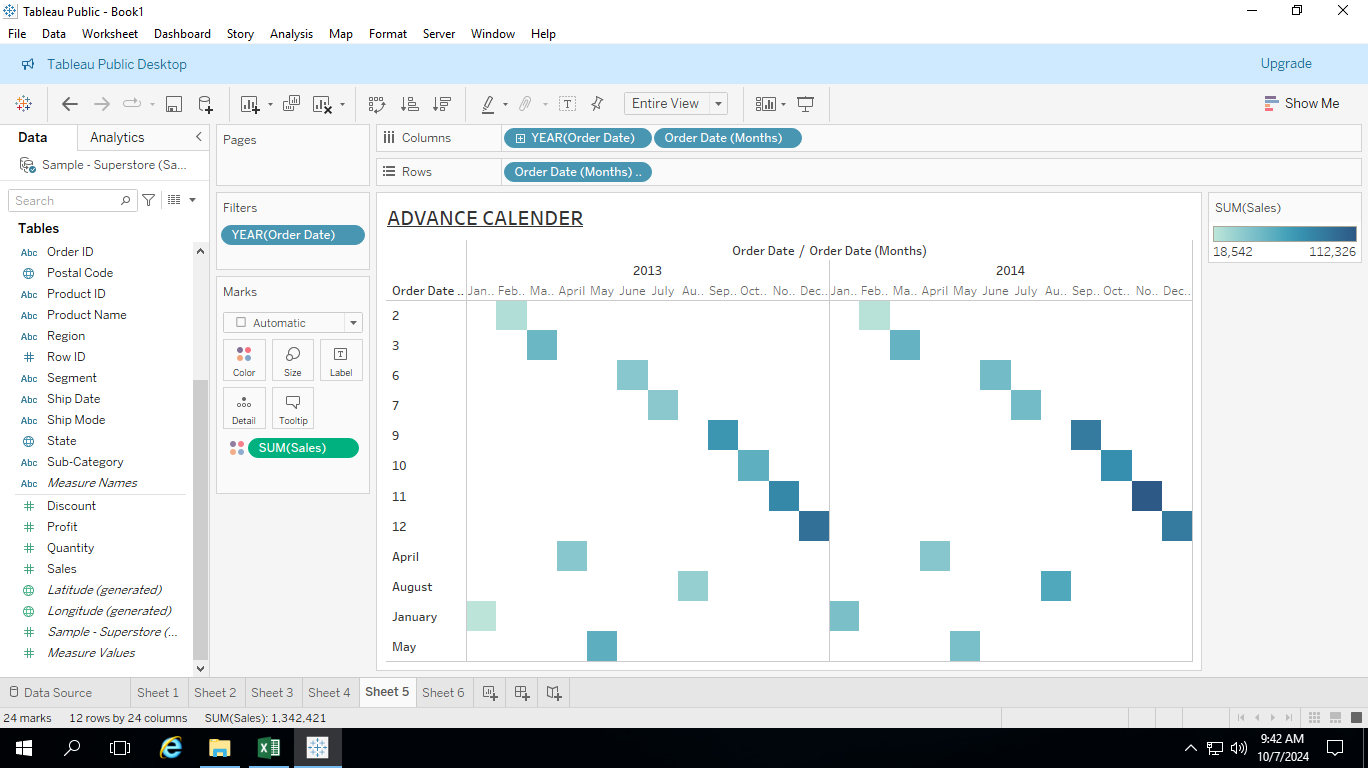 Tableau Public - Book1
File Data Worksheet Dashboard Story Analysis Map Format Server Window Help
Tableau Public Desktop Upgrade
Entire View Show Me
Data Analytics
Sample - Superstore (Sa...
Search
Tables
Abc Order ID
Postal Code
Abc Product ID
Abc Product Name
Abc Region
Row ID
Abc Segment
Abc Ship Date
Abc Ship Mode
State
Abc Sub-Category
Abc Measure Names
Discount
Profit
Quantity
Sales
Latitude (generated)
Longitude (generated)
Sample - Superstore (...
Measure Values
Pages
Filters
YEAR(Order Date)
Marks
Automatic
Color Size Label
Detail Tooltip
SUM(Sales)
Columns YEAR(Order Date) Order Date (Months)
Rows Order Date (Months) ..
ADVANCE CALENDER
Order Date / Order Date (Months)
2013 2014
Order Date .. Jan.. Feb.. Ma.. April May June July Au.. Sep.. Oct.. No.. Dec.. Jan.. Feb.. Ma.. April May June July Au.. Sep.. Oct.. No.. Dec..
2
3
6
7
9
10
11
12
April
August
January
May
SUM(Sales)
18,542 112,326
Data Source Sheet 1 Sheet 2 Sheet 3 Sheet 4 Sheet 5 Sheet 6
24 marks 12 rows by 24 columns SUM(Sales): 1,342,421
9:42 AM
10/7/2024